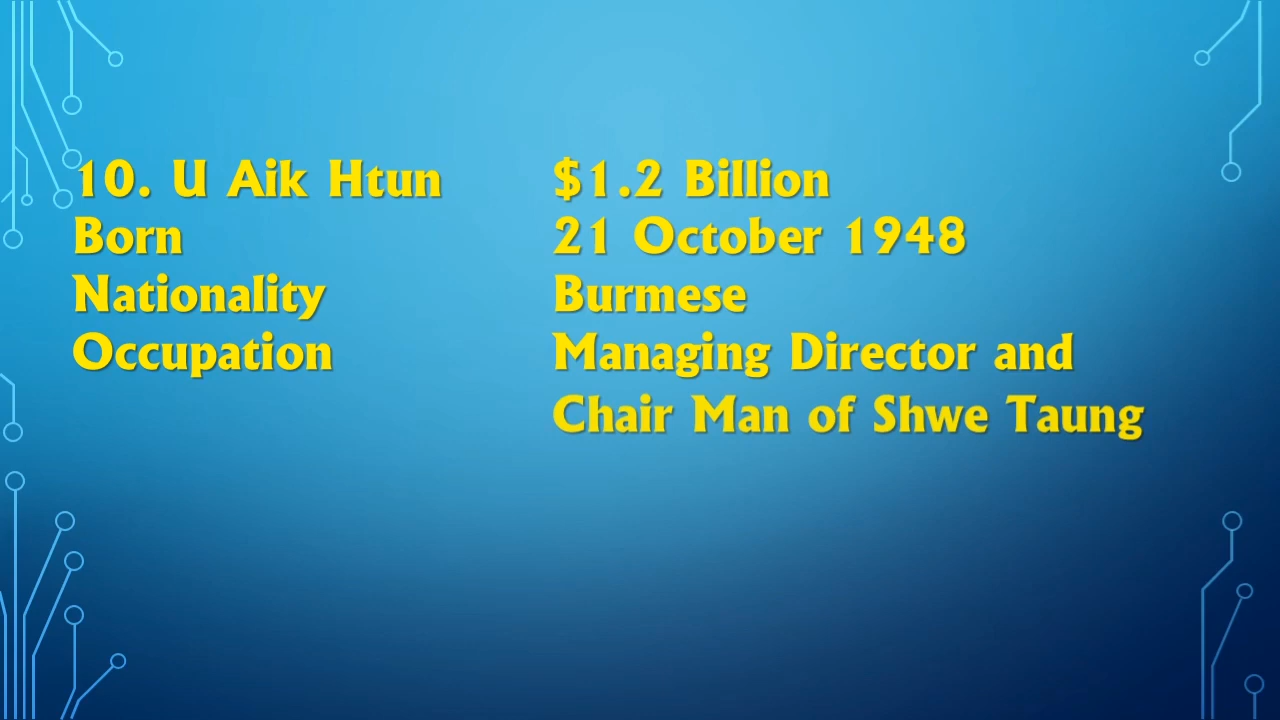 10. U Aik Htun $1.2 Billion
Born 21 October 1948
Nationality Burmese
Occupation Managing Director and
Chair Man of Shwe Taung